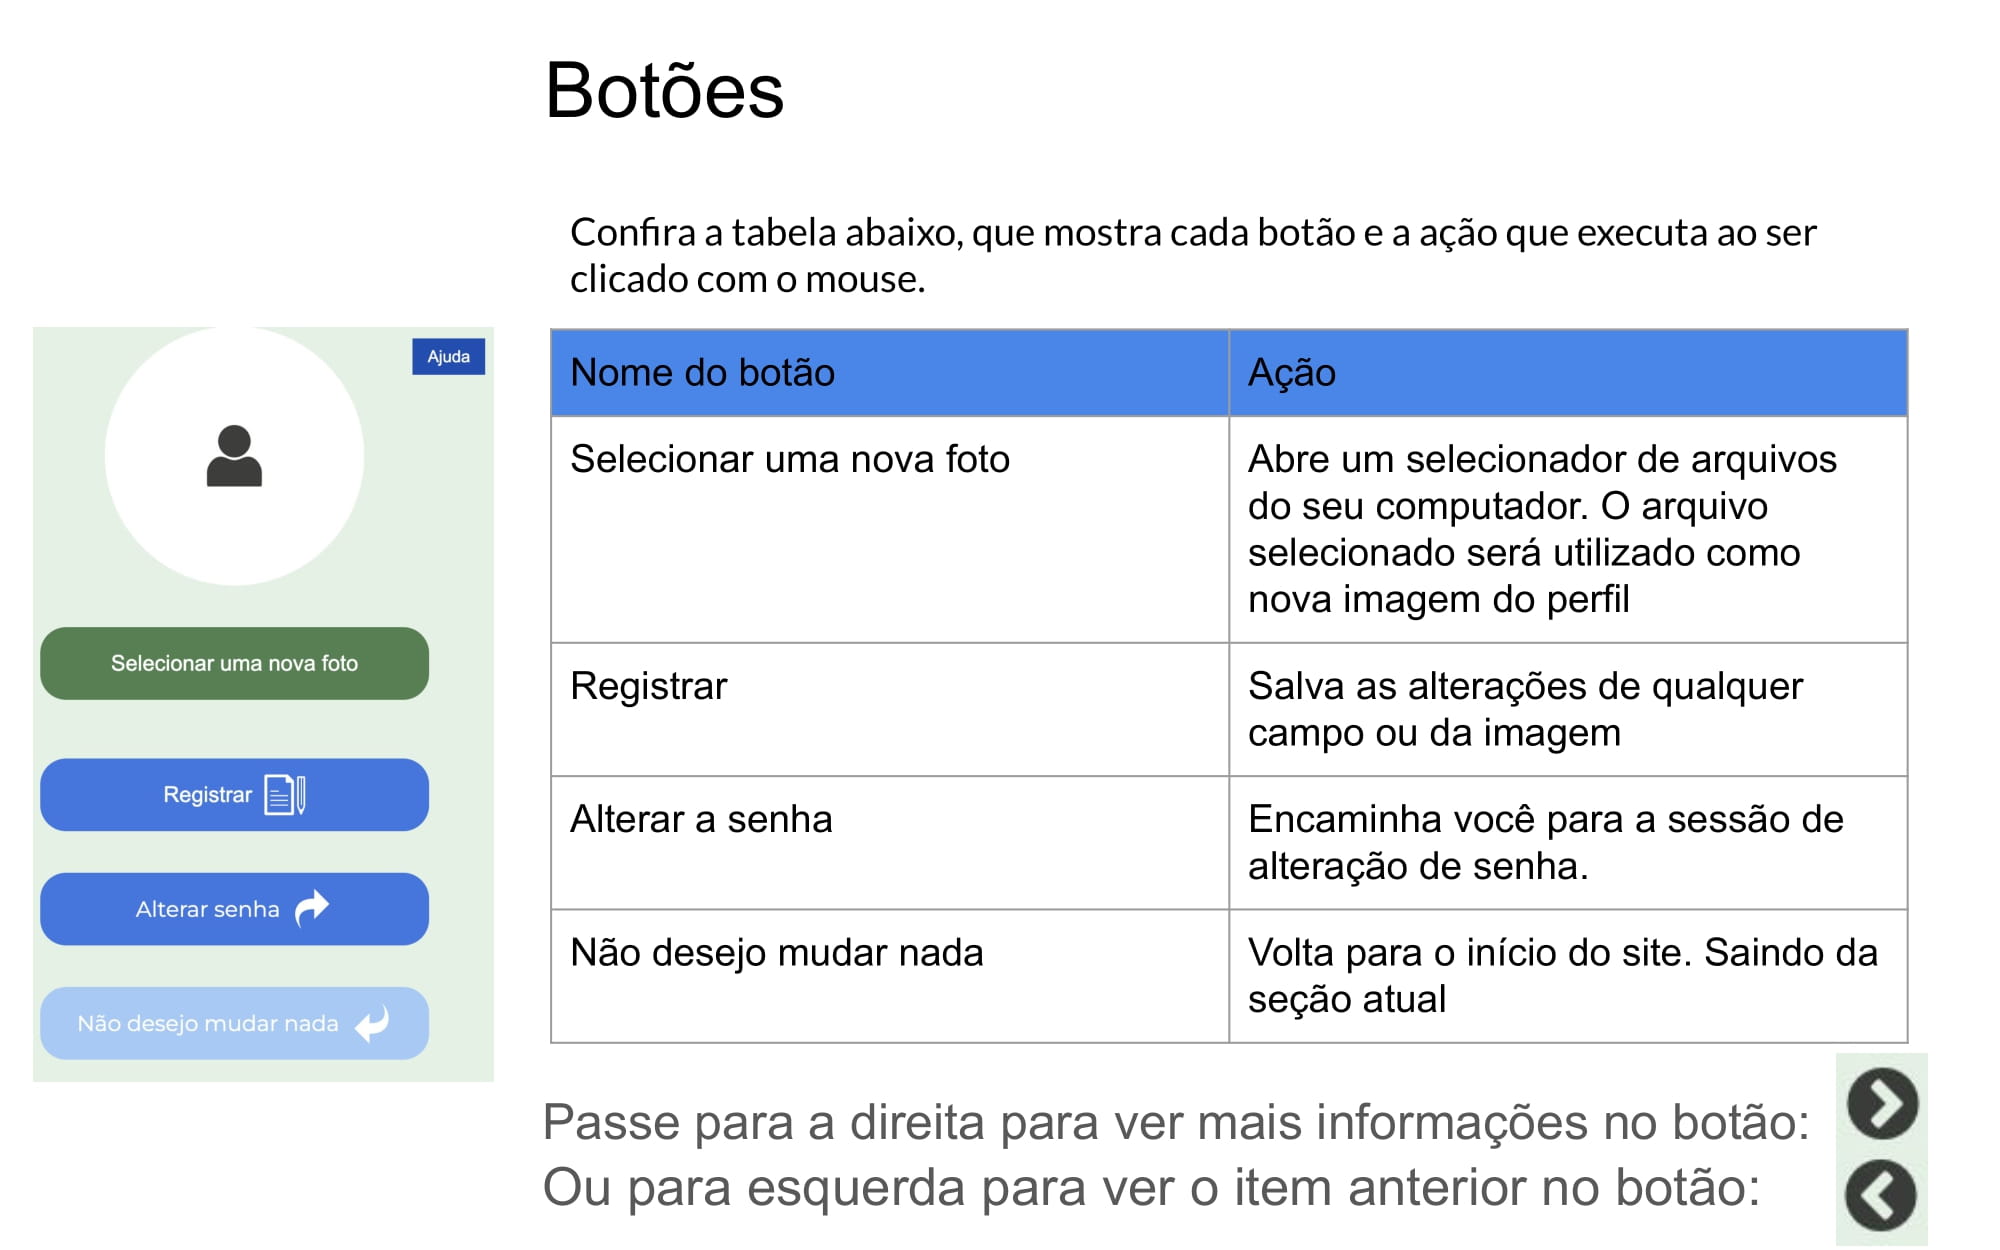 Botões
Confira a tabela abaixo, que mostra cada botão e a ação que executa ao ser
clicado com o mouse.
Ajuda
Selecionar uma nova foto
Registrar
Alterar senha
Não desejo mudar nada
Nome do botão
Ação
Selecionar uma nova foto
Abre um selecionador de arquivos
do seu computador. O arquivo
selecionado será utilizado como
nova imagem do perfil
Registrar
Salva as alterações de qualquer
campo ou da imagem
Alterar a senha
Encaminha você para a sessão de
alteração de senha.
Não desejo mudar nada
Volta para o início do site. Saindo da
seção atual
Passe para a direita para ver mais informações no botão:
Ou para esquerda para ver o item anterior no botão: